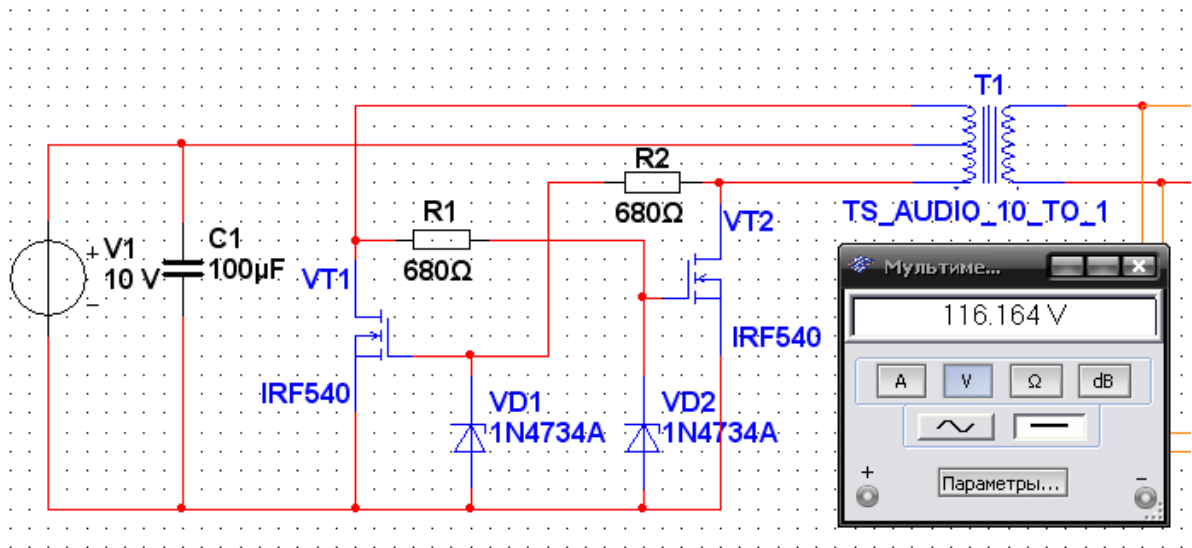 T1
R2
680Ω
R1
680Ω
VT2
TS_AUDIO_10_TO_1
+
V1
10 V
−
C1
100µF
VT1
Мультиме...
116.164 V
IRF540
IRF540
A
V
Ω
dB
VD1
1N4734A
VD2
1N4734A
+
Параметры...
−